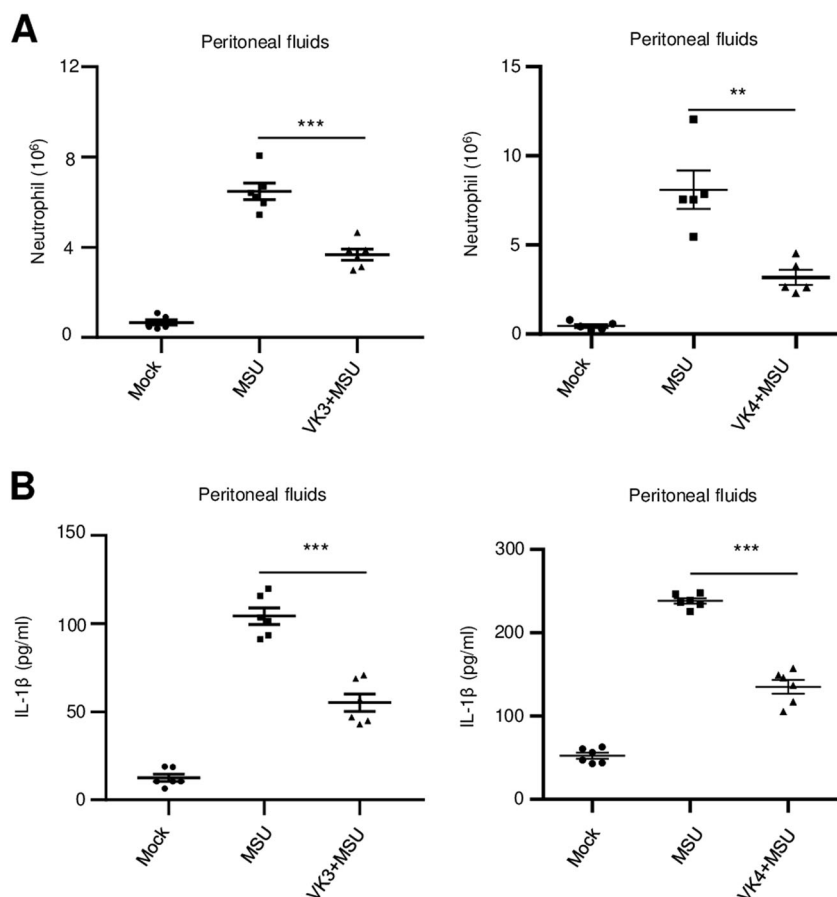 A
Peritoneal fluids
12
8
4
0
Neutrophil (10⁶)
***
Mock
MSU
VK3+MSU
Peritoneal fluids
15
10
5
0
Neutrophil (10⁶)
**
Mock
MSU
VK4+MSU
B
Peritoneal fluids
150
100
50
0
IL-1β (pg/ml)
***
Mock
MSU
VK3+MSU
Peritoneal fluids
300
200
100
0
IL-1β (pg/ml)
***
Mock
MSU
VK4+MSU